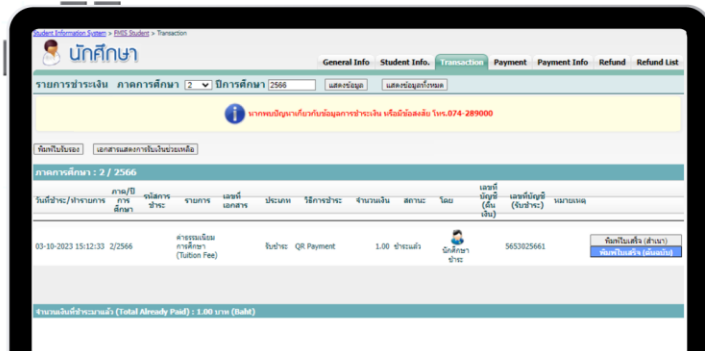 Student Information System > FMIS Student > Transaction
นักศึกษา
General Info Student Info. Transaction Payment Payment Info Refund Refund List
รายการชำระเงิน ภาคการศึกษา 2 ปีการศึกษา 2566 แสดงข้อมูล แสดงข้อมูลทั้งหมด
หากพบปัญหาเกี่ยวกับข้อมูลการชำระเงิน หรือมีข้อสงสัย โทร.074-289000
พิมพ์ใบรับรอง เอกสารแสดงการรับเงินช่วยเหลือ
ภาคการศึกษา : 2 / 2566
วันที่ชำระ/ทำรายการ ภาค/ปีการศึกษา รหัสการชำระ รายการ เลขที่เอกสาร ประเภท วิธีการชำระ จำนวนเงิน สถานะ โดย เลขที่บัญชี (ต้นเงิน) เลขที่บัญชี (รับชำระ) หมายเหตุ
03-10-2023 15:12:33 2/2566 ค่าธรรมเนียมการศึกษา (Tuition Fee) รับชำระ QR Payment 1.00 ชำระแล้ว นักศึกษาชำระ 5653025661 พิมพ์ใบเสร็จ (สำเนา)
พิมพ์ใบเสร็จ (ต้นฉบับ)
จำนวนเงินที่ชำระมาแล้ว (Total Already Paid) : 1.00 บาท (Baht)